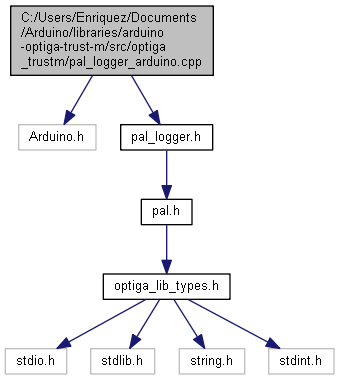 C:/Users/Enriquez/Documents
/Arduino/libraries/arduino
-optiga-trust-m/src/optiga
_trustm/pal_logger_arduino.cpp
Arduino.h
pal_logger.h
pal.h
optiga_lib_types.h
stdio.h
stdlib.h
string.h
stdint.h